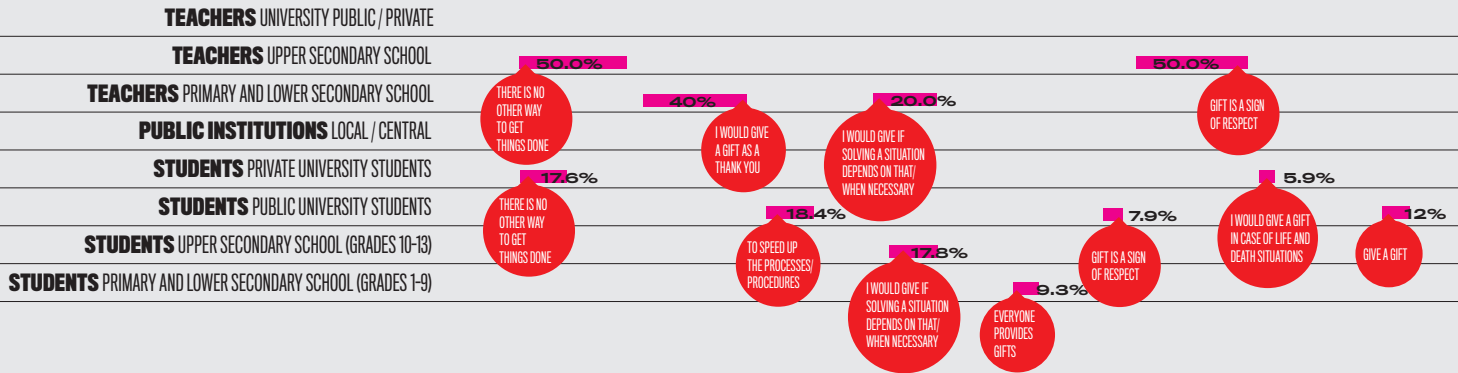 TEACHERS UNIVERSITY PUBLIC / PRIVATE
TEACHERS UPPER SECONDARY SCHOOL
50.0%
50.0%
TEACHERS PRIMARY AND LOWER SECONDARY SCHOOL
40%
20.0%
THERE IS NO
OTHER WAY
TO GET
THINGS DONE
I WOULD GIVE
A GIFT AS A
THANK YOU
I WOULD GIVE IF
SOLVING A SITUATION
DEPENDS ON THAT/
WHEN NECESSARY
GIFT IS A SIGN
OF RESPECT
PUBLIC INSTITUTIONS LOCAL / CENTRAL
STUDENTS PRIVATE UNIVERSITY STUDENTS
17.6%
5.9%
THERE IS NO
OTHER WAY
TO GET
THINGS DONE
I WOULD GIVE A GIFT
IN CASE OF LIFE AND
DEATH SITUATIONS
STUDENTS PUBLIC UNIVERSITY STUDENTS
18.4%
7.9%
12%
TO SPEED UP
THE PROCESSES/
PROCEDURES
GIFT IS A SIGN
OF RESPECT
GIVE A GIFT
STUDENTS UPPER SECONDARY SCHOOL (GRADES 10-13)
17.8%
I WOULD GIVE IF
SOLVING A SITUATION
DEPENDS ON THAT/
WHEN NECESSARY
STUDENTS PRIMARY AND LOWER SECONDARY SCHOOL (GRADES 1-9)
9.3%
EVERYONE
PROVIDES
GIFTS